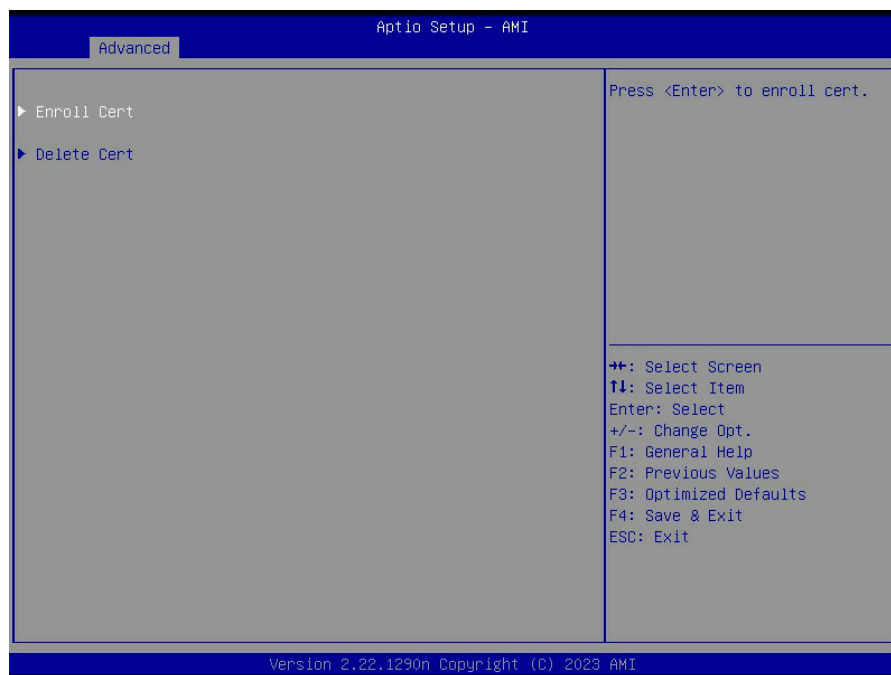 Aptio Setup – AMI
Advanced
▶ Enroll Cert
▶ Delete Cert
Press <Enter> to enroll cert.
→←: Select Screen
↑↓: Select Item
Enter: Select
+/-: Change Opt.
F1: General Help
F2: Previous Values
F3: Optimized Defaults
F4: Save & Exit
ESC: Exit
Version 2.22.1290n Copyright (C) 2023 AMI